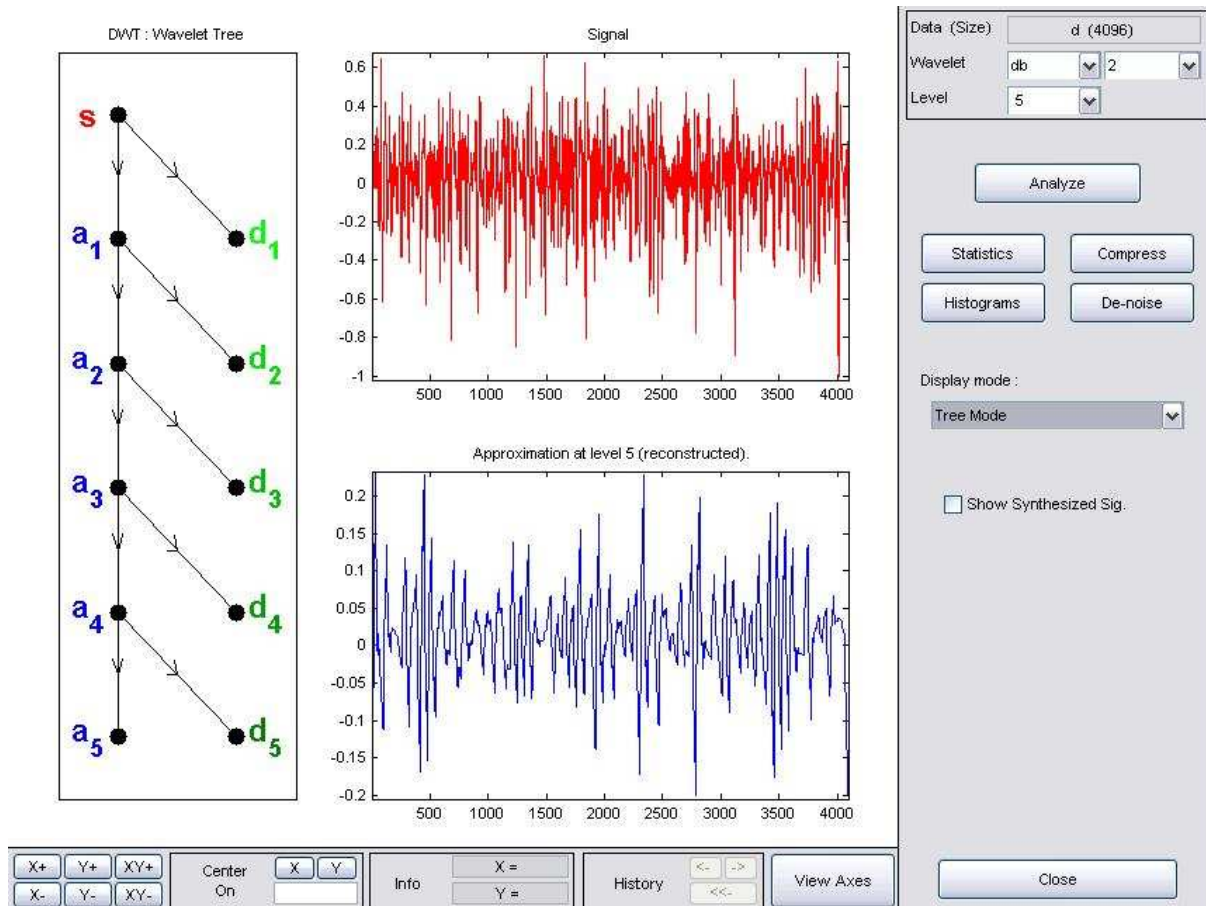 DWT : Wavelet Tree
s
a1
d1
a2
d2
a3
d3
a4
d4
a5
d5
Signal
0.6
0.4
0.2
0
-0.2
-0.4
-0.6
-0.8
-1
500 1000 1500 2000 2500 3000 3500 4000
Approximation at level 5 (reconstructed).
0.2
0.15
0.1
0.05
0
-0.05
-0.1
-0.15
-0.2
500 1000 1500 2000 2500 3000 3500 4000
Data (Size) d (4096)
Wavelet db 2
Level 5
Analyze
Statistics Compress
Histograms De-noise
Display mode :
Tree Mode
Show Synthesized Sig.
X+ Y+ XY+
X- Y- XY-
Center On
X Y
Info
X =
Y =
History
<- ->
<<-
View Axes
Close